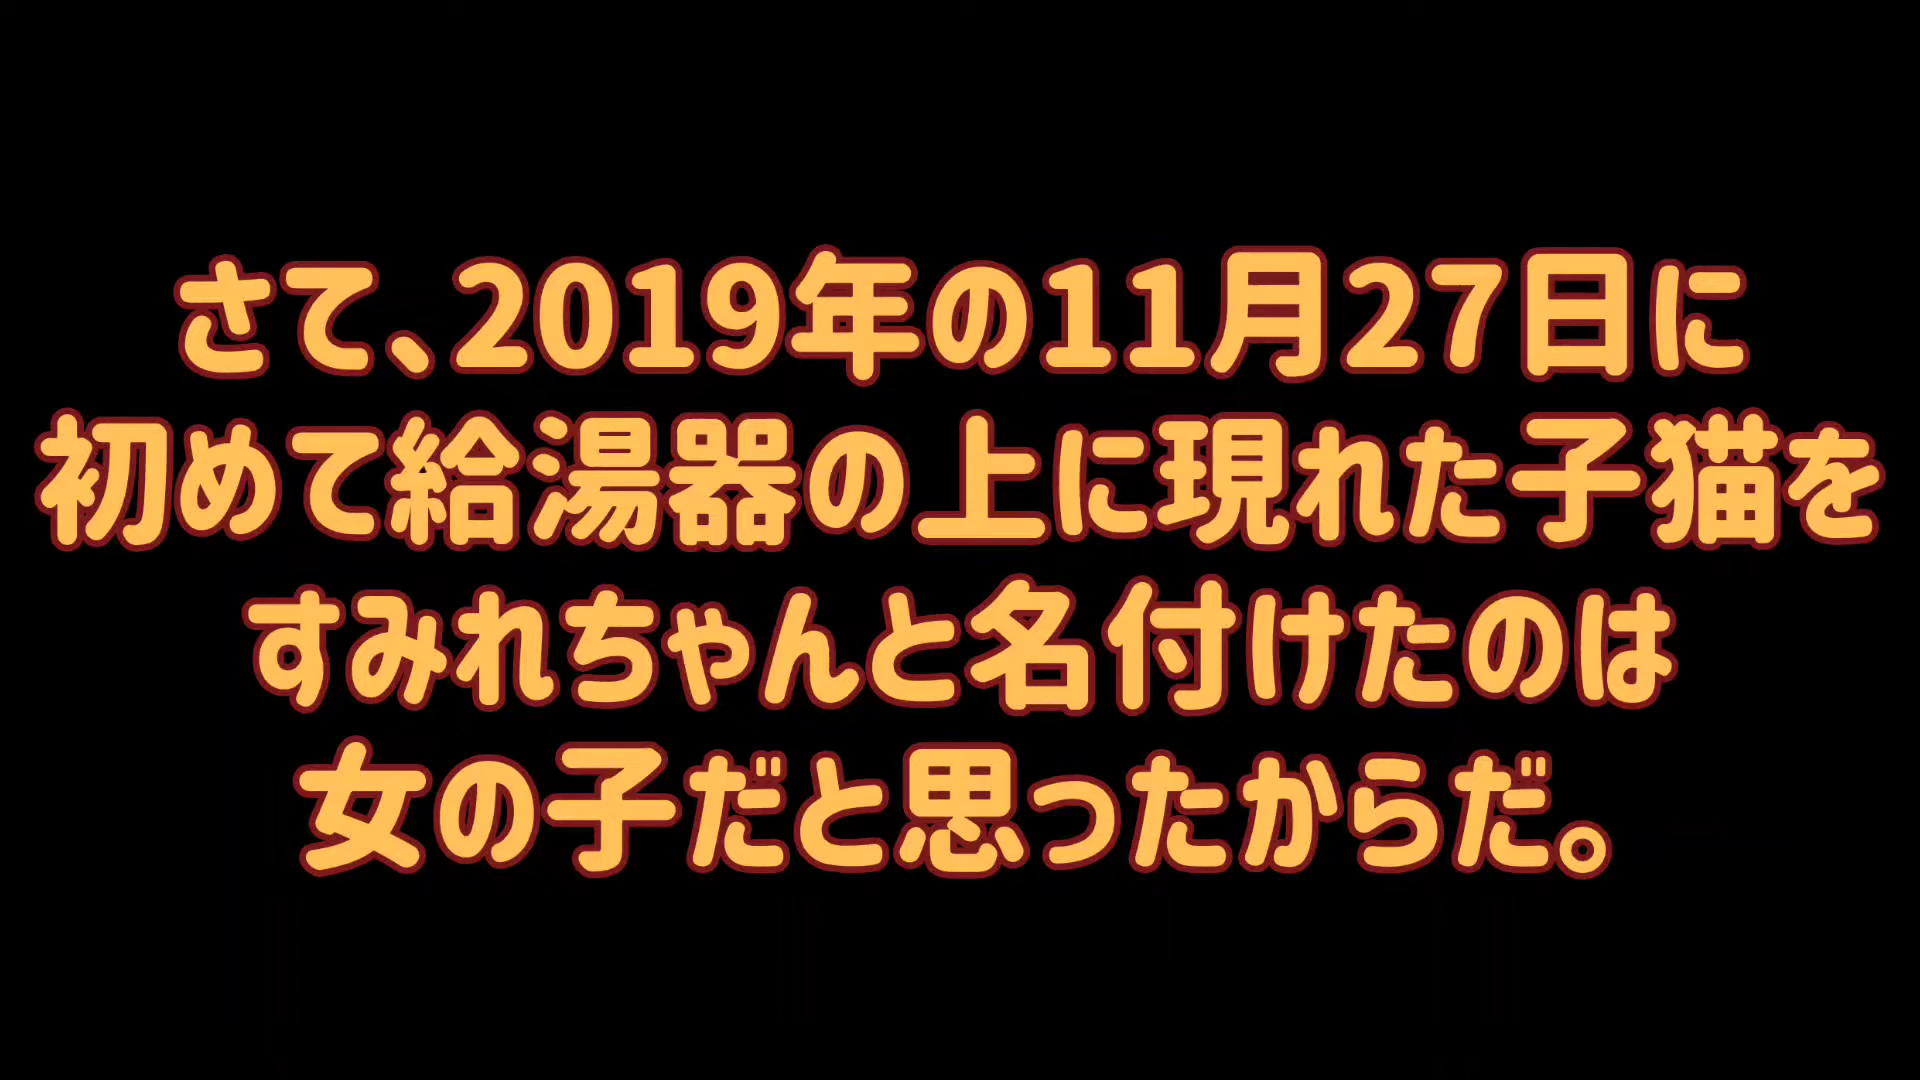 さて、2019年の11月27日に
初めて給湯器の上に現れた子猫を
すみれちゃんと名付けたのは
女の子だと思ったからだ。